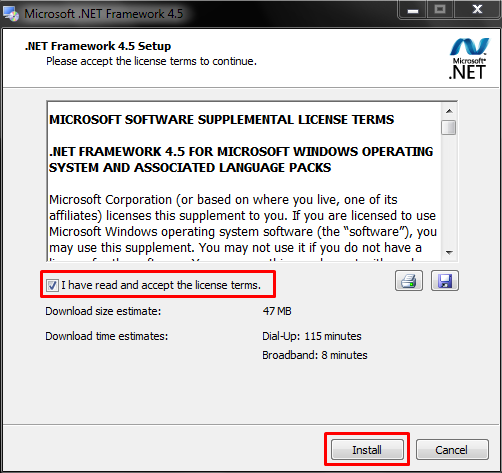 Microsoft .NET Framework 4.5
.NET Framework 4.5 Setup
Please accept the license terms to continue.
Microsoft®
.NET
MICROSOFT SOFTWARE SUPPLEMENTAL LICENSE TERMS
.NET FRAMEWORK 4.5 FOR MICROSOFT WINDOWS OPERATING
SYSTEM AND ASSOCIATED LANGUAGE PACKS
Microsoft Corporation (or based on where you live, one of its
affiliates) licenses this supplement to you. If you are licensed to use
Microsoft Windows operating system software (the “software”), you
may use this supplement. You may not use it if you do not have a
I have read and accept the license terms.
Download size estimate: 47 MB
Download time estimates: Dial-Up: 115 minutes
Broadband: 8 minutes
Install Cancel